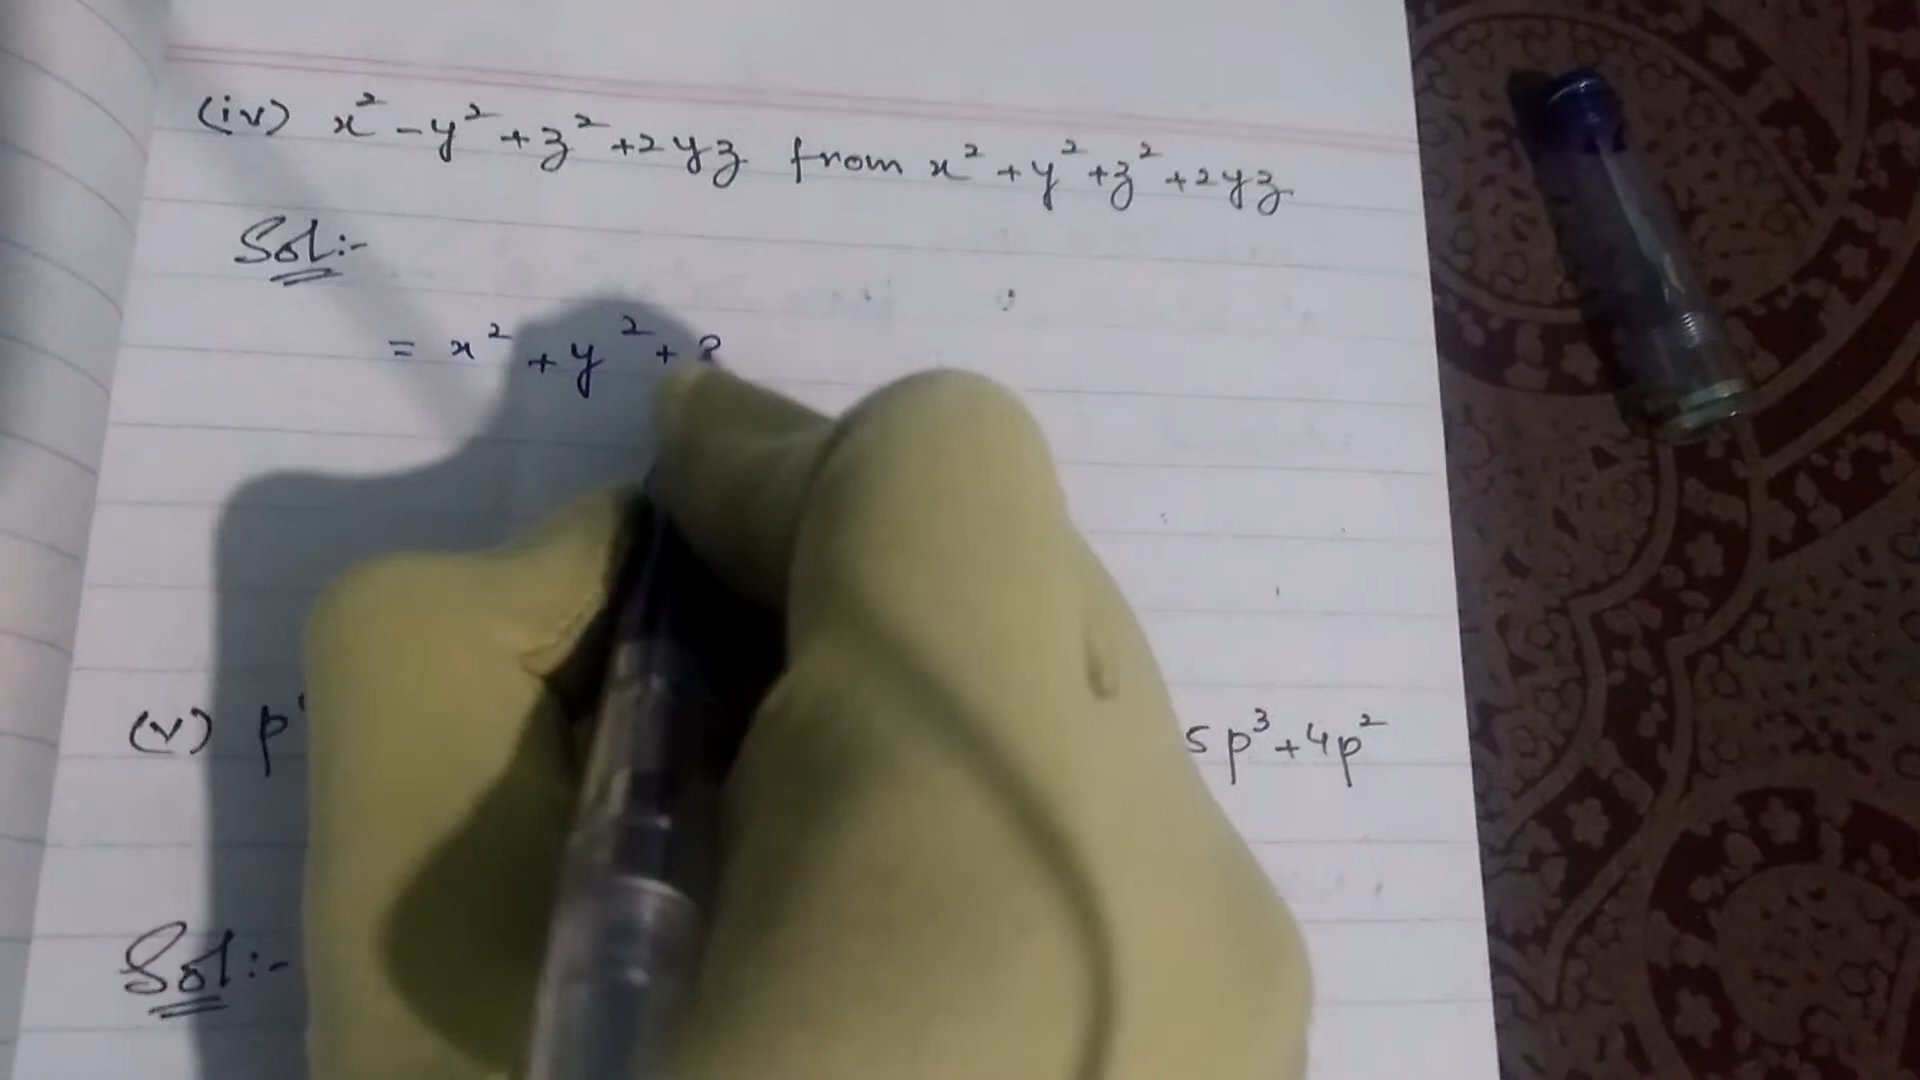 (iv) x² - y² + z² + 2yz from x² + y² + z² + 2yz
Sol:-
= x² + y² +
(v) p 5p³ + 4p²
Sol:-